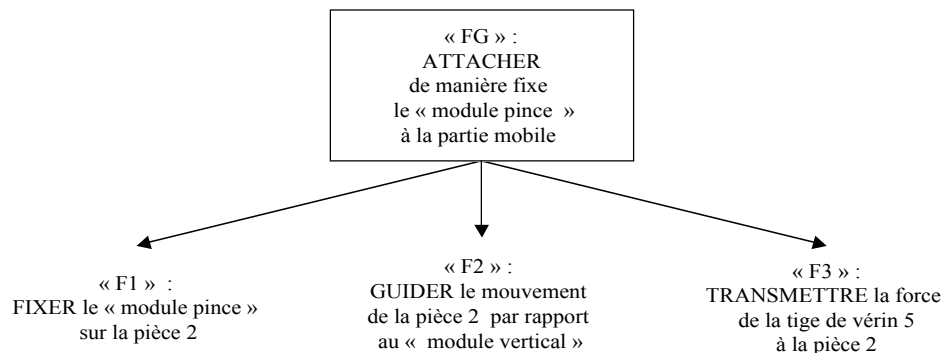 « FG » :
ATTACHER
de manière fixe
le « module pince »
à la partie mobile
« F1 » :
FIXER le « module pince »
sur la pièce 2
« F2 » :
GUIDER le mouvement
de la pièce 2 par rapport
au « module vertical »
« F3 » :
TRANSMETTRE la force
de la tige de vérin 5
à la pièce 2